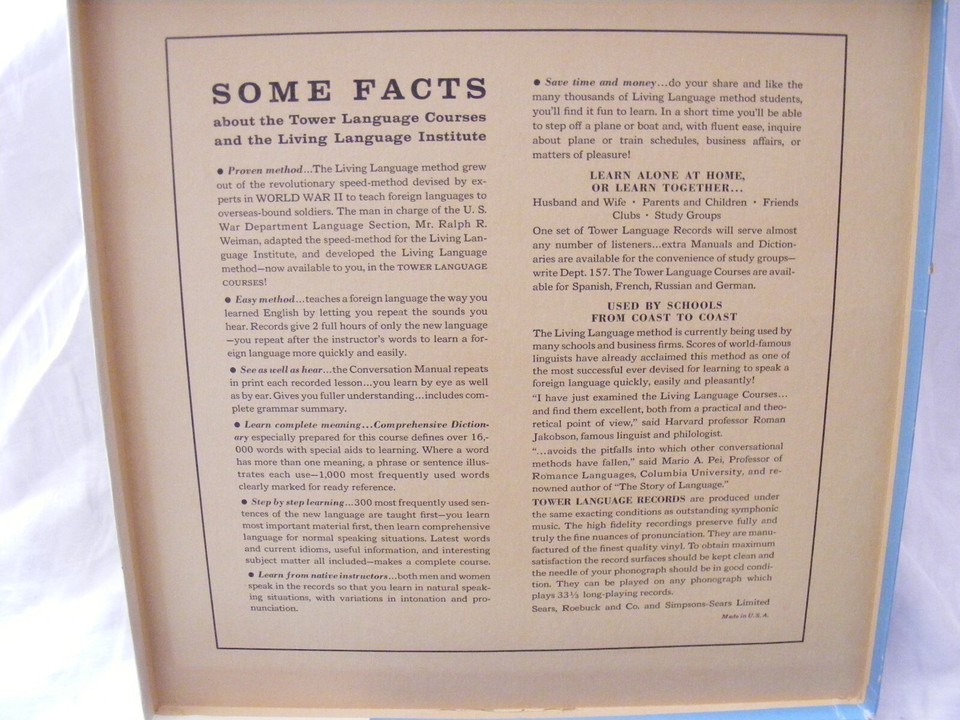 SOME FACTS
about the Tower Language Courses
and the Living Language Institute
● Proven method...The Living Language method grew
out of the revolutionary speed-method devised by ex-
perts in WORLD WAR II to teach foreign languages to
overseas-bound soldiers. The man in charge of the U. S.
War Department Language Section, Mr. Ralph R.
Weiman, adapted the speed-method for the Living Lan-
guage Institute, and developed the Living Language
method—now available to you, in the TOWER LANGUAGE
COURSES!
● Easy method...teaches a foreign language the way you
learned English by letting you repeat the sounds you
hear. Records give 2 full hours of only the new language
—you repeat after the instructor's words to learn a for-
eign language more quickly and easily.
● See as well as hear...the Conversation Manual repeats
in print each recorded lesson...you learn by eye as well
as by ear. Gives you fuller understanding...includes com-
plete grammar summary.
● Learn complete meaning...Comprehensive Diction-
ary especially prepared for this course defines over 16,-
000 words with special aids to learning. Where a word
has more than one meaning, a phrase or sentence illus-
trates each use—1,000 most frequently used words
clearly marked for ready reference.
● Step by step learning...300 most frequently used sen-
tences of the new language are taught first—you learn
most important material first, then learn comprehensive
language for normal speaking situations. Latest words
and current idioms, useful information, and interesting
subject matter all included—makes a complete course.
● Learn from native instructors...both men and women
speak in the records so that you learn in natural speak-
ing situations, with variations in intonation and pro-
nunciation.
● Save time and money...do your share and like the
many thousands of Living Language method students,
you'll find it fun to learn. In a short time you'll be able
to step off a plane or boat and, with fluent ease, inquire
about plane or train schedules, business affairs, or
matters of pleasure!
LEARN ALONE AT HOME,
OR LEARN TOGETHER...
Husband and Wife • Parents and Children • Friends
Clubs • Study Groups
One set of Tower Language Records will serve almost
any number of listeners...extra Manuals and Diction-
aries are available for the convenience of study groups—
write Dept. 157. The Tower Language Courses are avail-
able for Spanish, French, Russian and German.
USED BY SCHOOLS
FROM COAST TO COAST
The Living Language method is currently being used by
many schools and business firms. Scores of world-famous
linguists have already acclaimed this method as one of
the most successful ever devised for learning to speak a
foreign language quickly, easily and pleasantly!
"I have just examined the Living Language Courses...
and find them excellent, both from a practical and theo-
retical point of view," said Harvard professor Roman
Jakobson, famous linguist and philologist.
"...avoids the pitfalls into which other conversational
methods have fallen," said Mario A. Pei, Professor of
Romance Languages, Columbia University, and re-
nowned author of "The Story of Language."
TOWER LANGUAGE RECORDS are produced under
the same exacting conditions as outstanding symphonic
music. The high fidelity recordings preserve fully and
truly the fine nuances of pronunciation. They are manu-
factured of the finest quality vinyl. To obtain maximum
satisfaction the record surfaces should be kept clean and
the needle of your phonograph should be in good condi-
tion. They can be played on any phonograph which
plays 33⅓ long-playing records.
Sears, Roebuck and Co. and Simpsons-Sears Limited
Made in U.S.A.